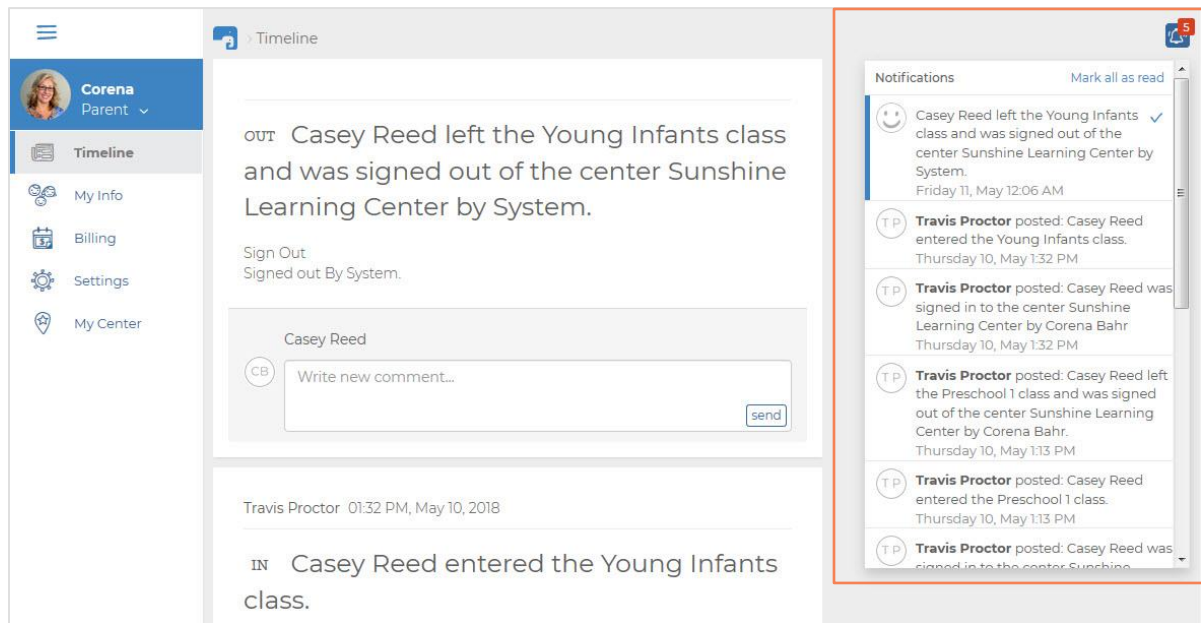 Corena
Parent
Timeline
My Info
Billing
Settings
My Center
› Timeline
OUT Casey Reed left the Young Infants class
and was signed out of the center Sunshine
Learning Center by System.
Sign Out
Signed out By System.
Casey Reed
CB
Write new comment...
send
Travis Proctor 01:32 PM, May 10, 2018
IN Casey Reed entered the Young Infants
class.
5
Notifications Mark all as read
Casey Reed left the Young Infants
class and was signed out of the
center Sunshine Learning Center by
System.
Friday 11, May 12:06 AM
TP
Travis Proctor posted: Casey Reed
entered the Young Infants class.
Thursday 10, May 1:32 PM
TP
Travis Proctor posted: Casey Reed was
signed in to the center Sunshine
Learning Center by Corena Bahr
Thursday 10, May 1:32 PM
TP
Travis Proctor posted: Casey Reed left
the Preschool 1 class and was signed
out of the center Sunshine Learning
Center by Corena Bahr.
Thursday 10, May 1:13 PM
TP
Travis Proctor posted: Casey Reed
entered the Preschool 1 class.
Thursday 10, May 1:13 PM
TP
Travis Proctor posted: Casey Reed was
signed in to the center Sunshine